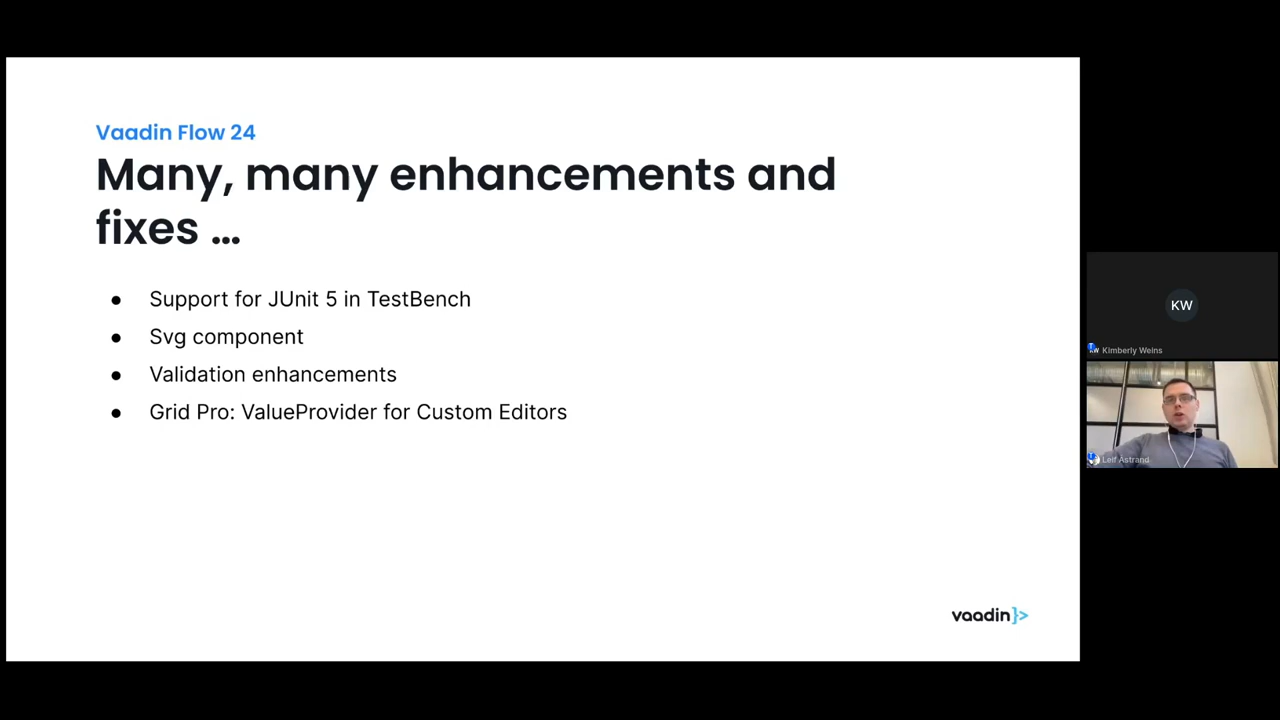 Vaadin Flow 24
Many, many enhancements and
fixes ...
● Support for JUnit 5 in TestBench
● Svg component
● Validation enhancements
● Grid Pro: ValueProvider for Custom Editors
vaadin}>
KW
Kimberly Weins
Leif Åstrand